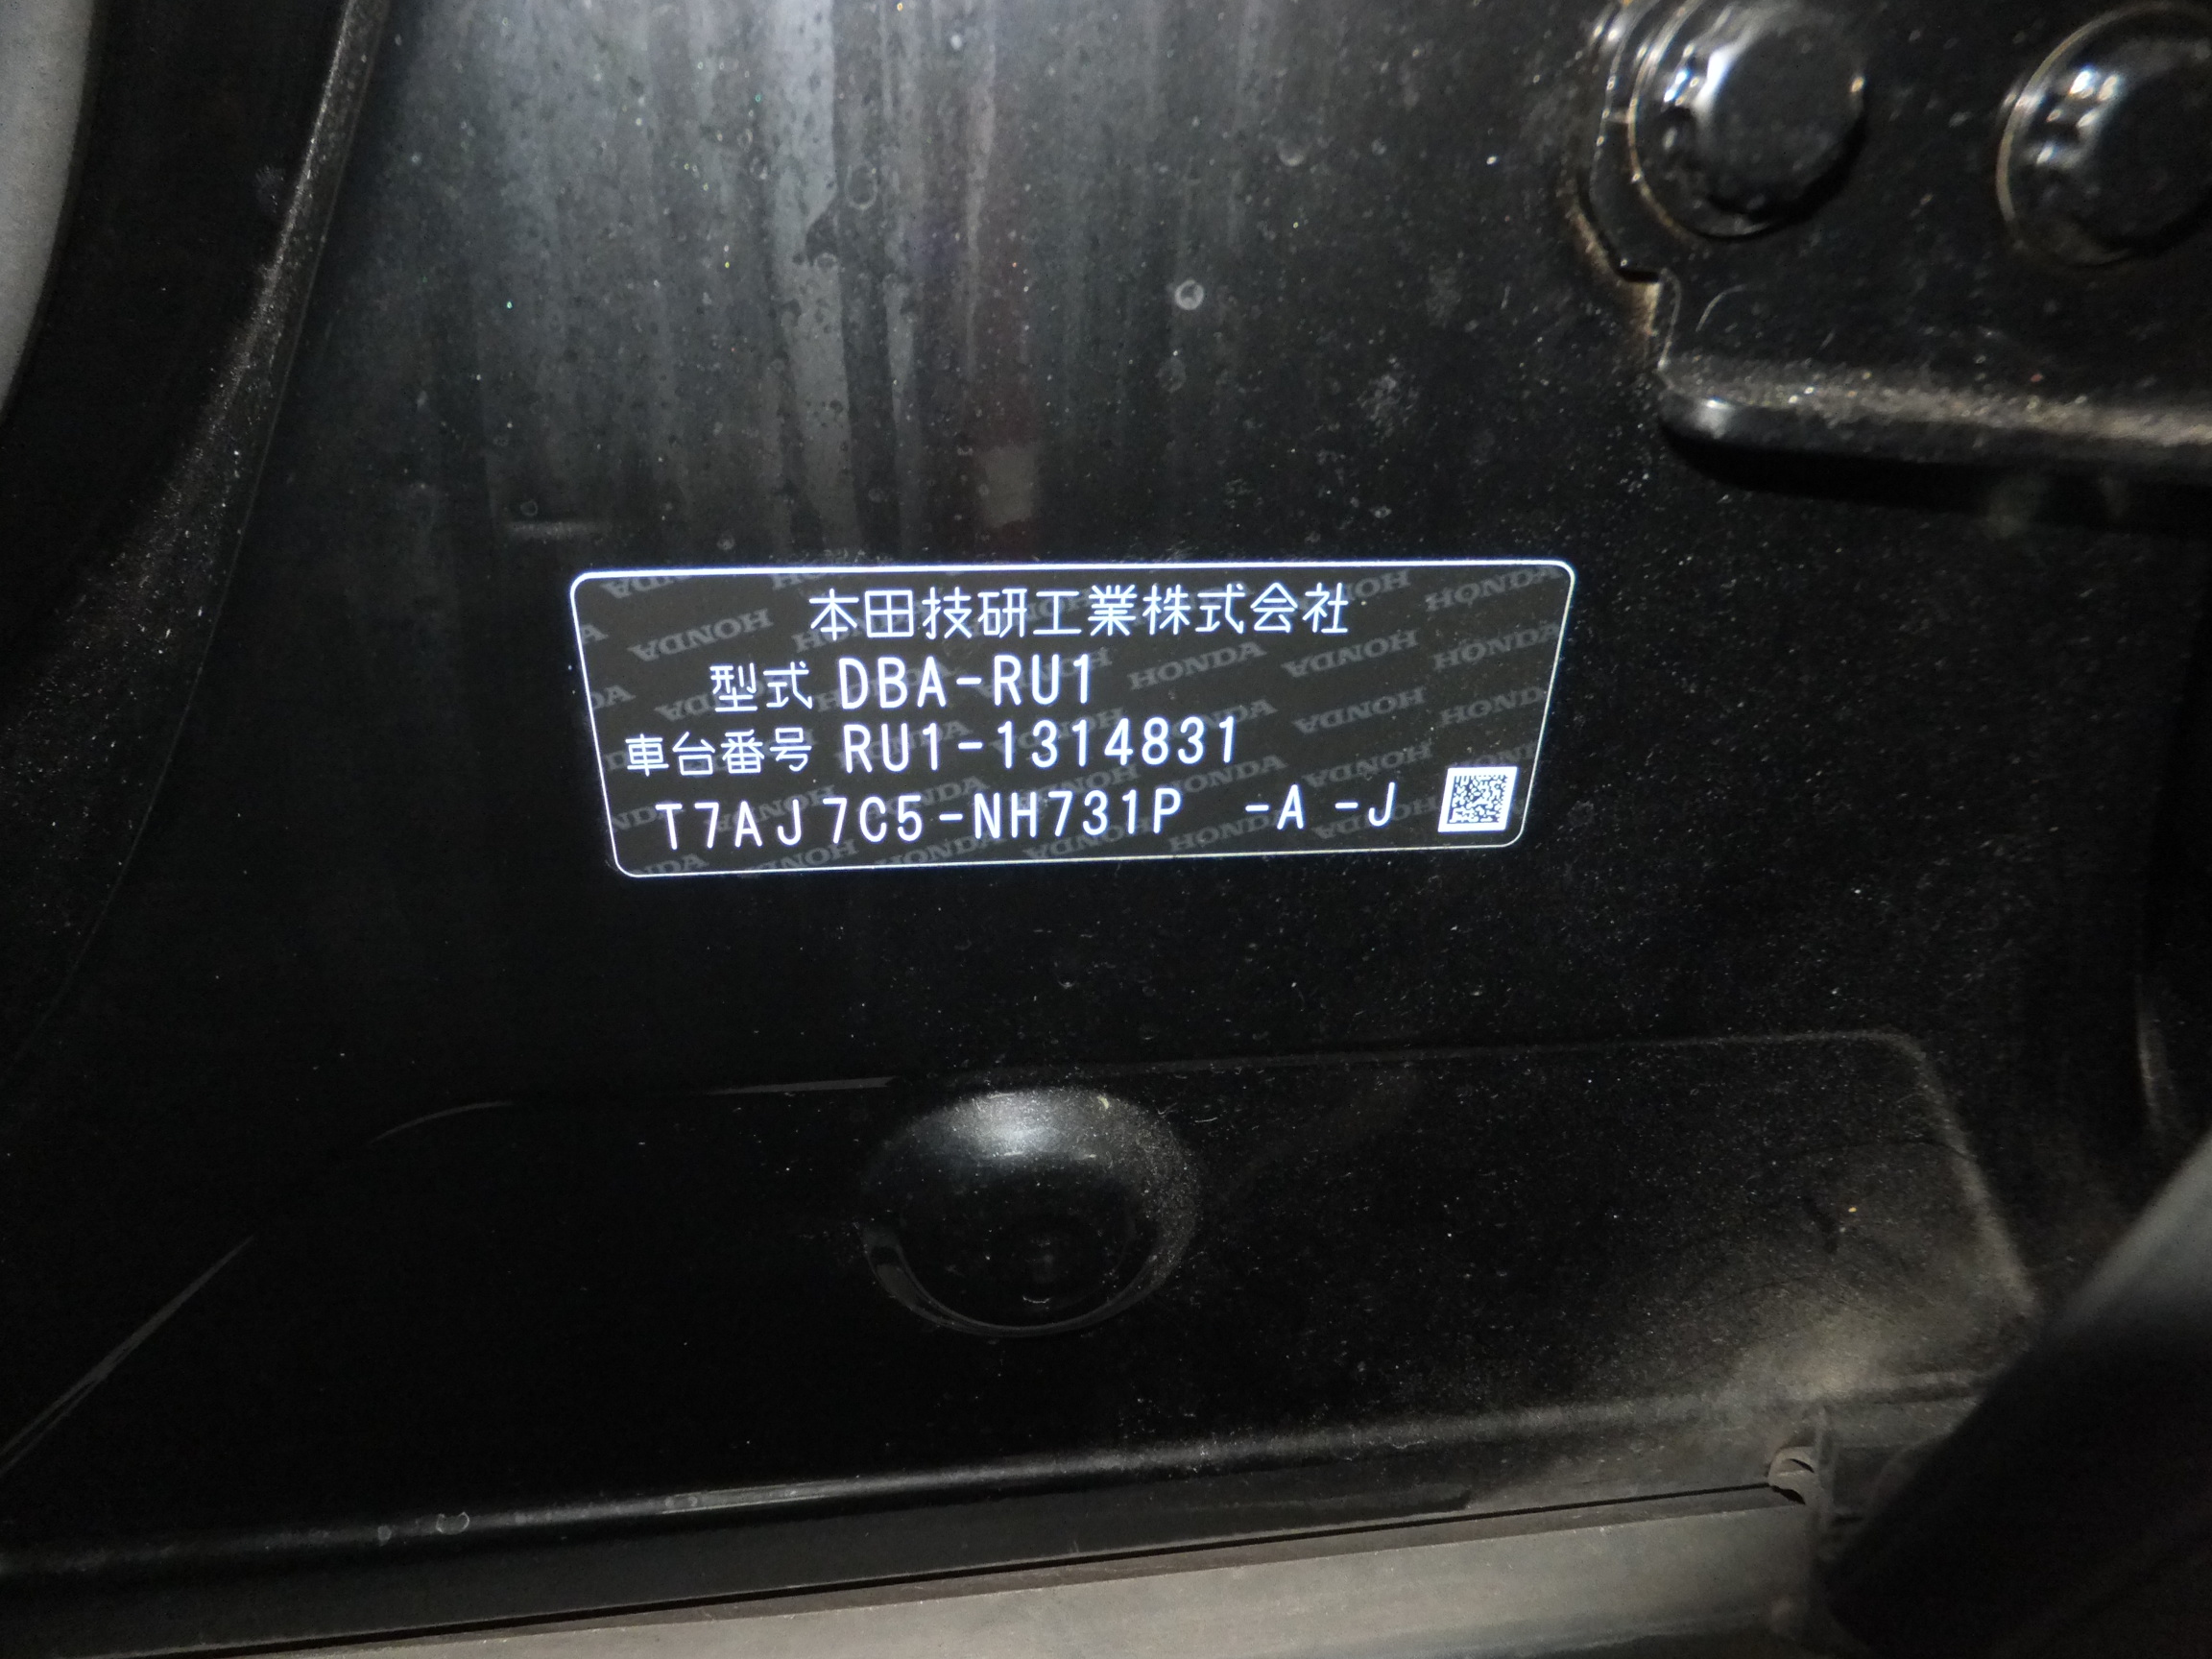 本田技研工業株式会社
型式 DBA-RU1
車台番号 RU1-1314831
T7AJ7C5-NH731P -A -J